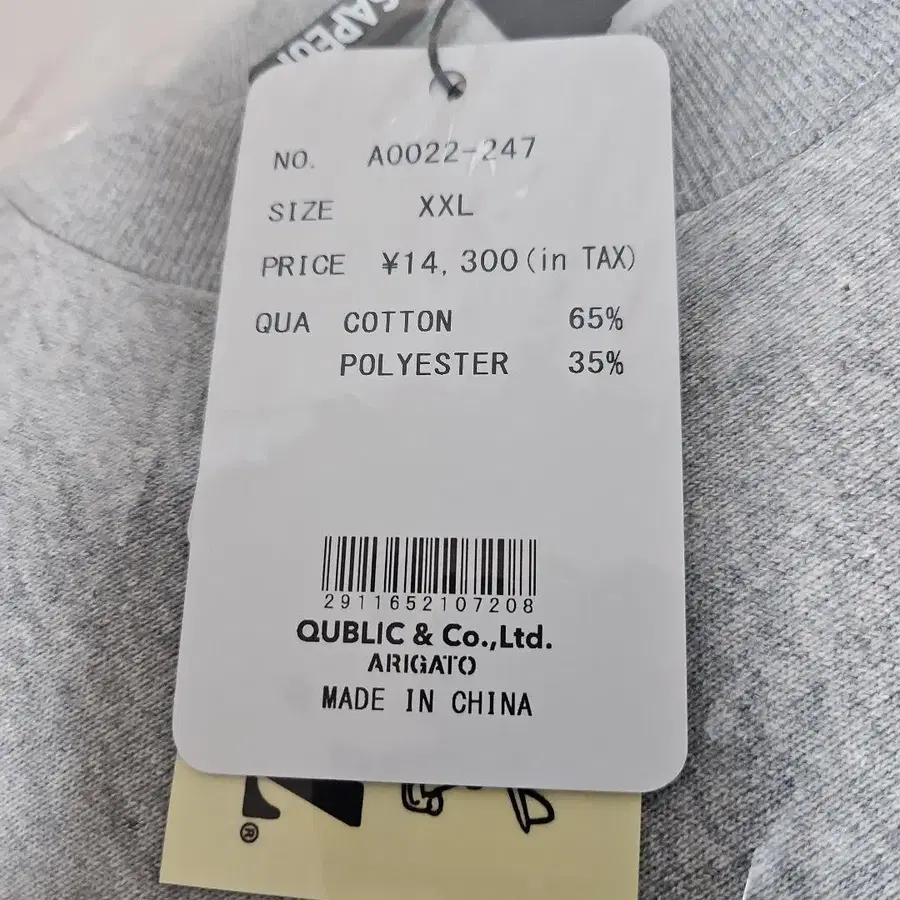 NO. A0022-247
SIZE XXL
PRICE ¥14,300(in TAX)
QUA COTTON 65%
POLYESTER 35%
2911652107208
QUBLIC & Co.,Ltd.
ARIGATO
MADE IN CHINA
®